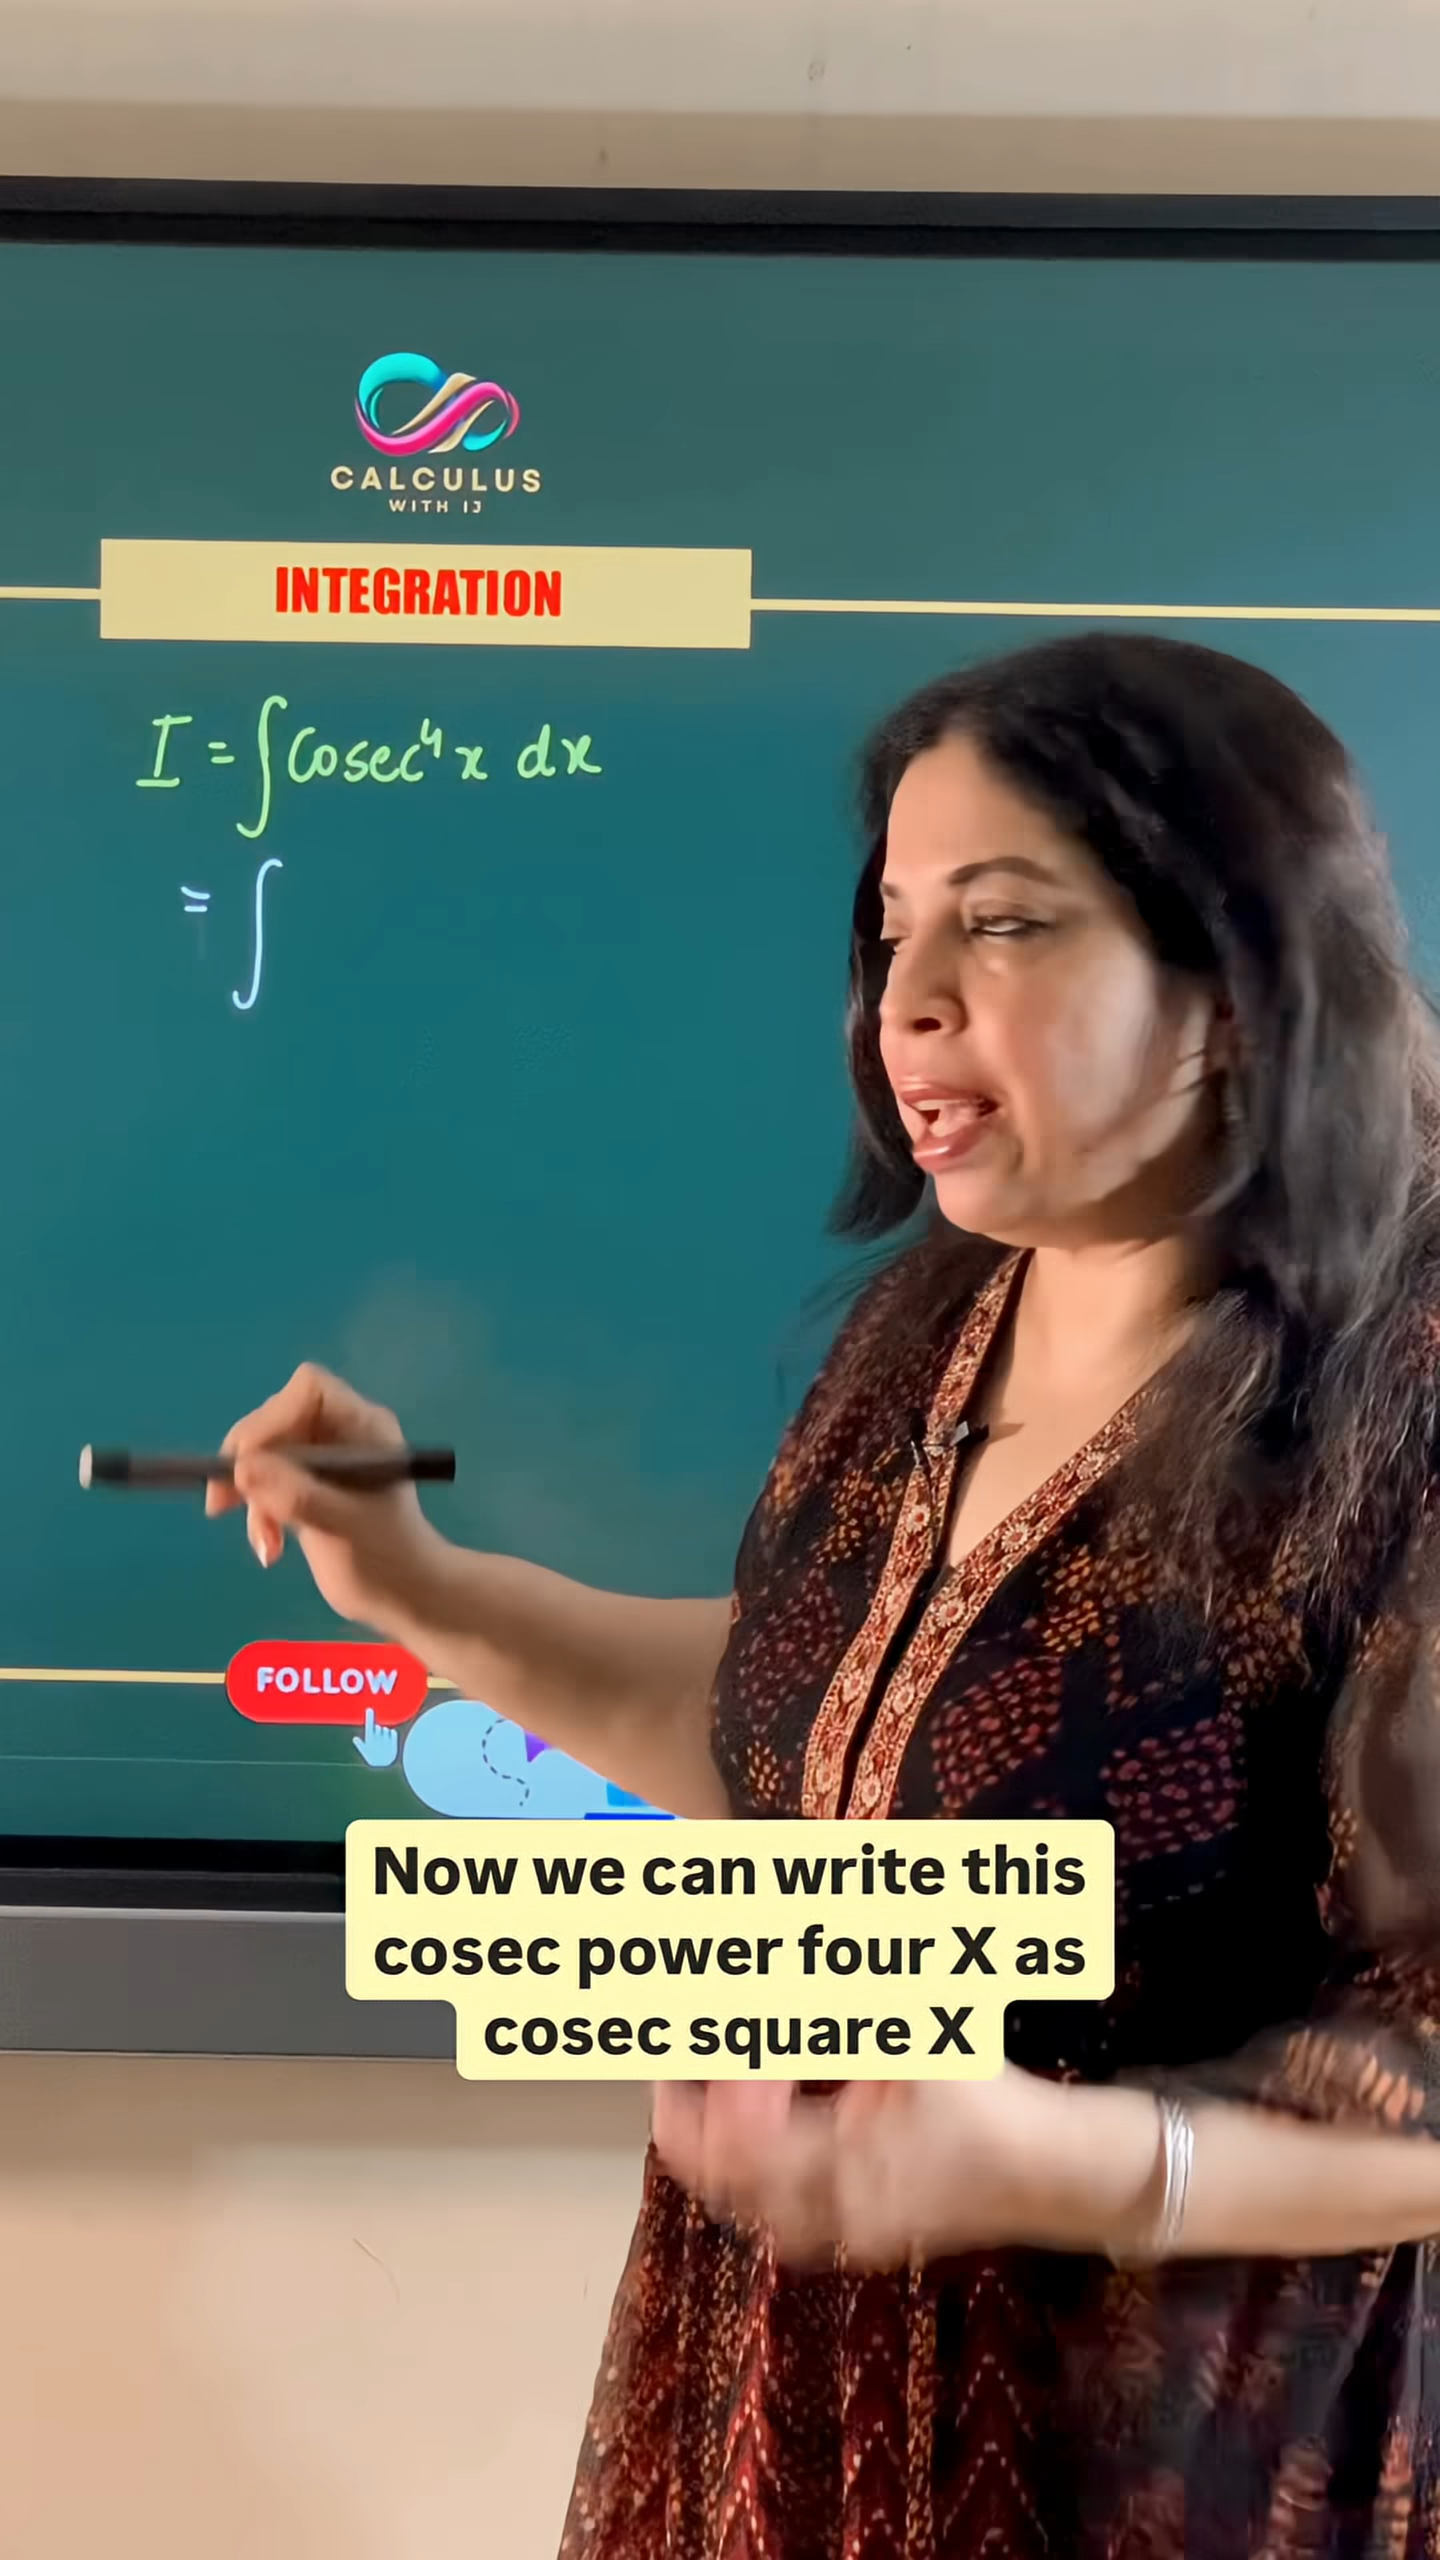 CALCULUS
WITH IJ
INTEGRATION
I = ∫ Cosec⁴x dx
= ∫
FOLLOW
Now we can write this
cosec power four X as
cosec square X